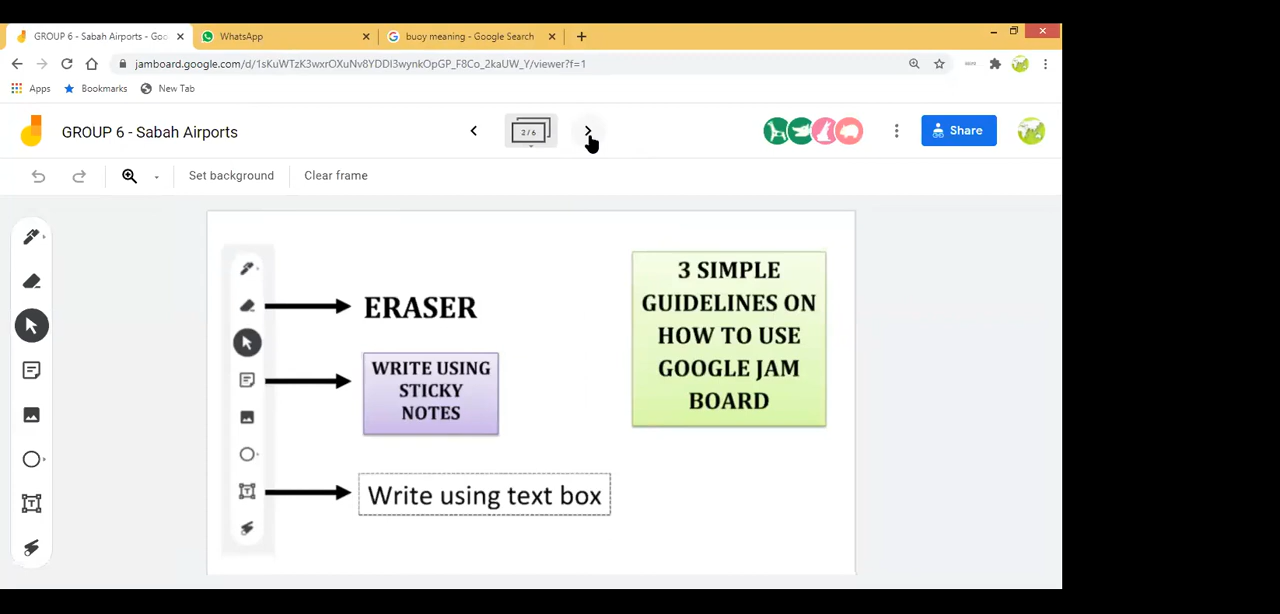 GROUP 6 - Sabah Airports - Goo
WhatsApp
buoy meaning - Google Search
jamboard.google.com/d/1sKuWTzK3wxrOXuNv8YDDI3wynkOpGP_F8Co_2kaUW_Y/viewer?f=1
Apps
Bookmarks
New Tab
GROUP 6 - Sabah Airports
2/6
Share
Set background
Clear frame
ERASER
WRITE USING
STICKY
NOTES
Write using text box
3 SIMPLE
GUIDELINES ON
HOW TO USE
GOOGLE JAM
BOARD